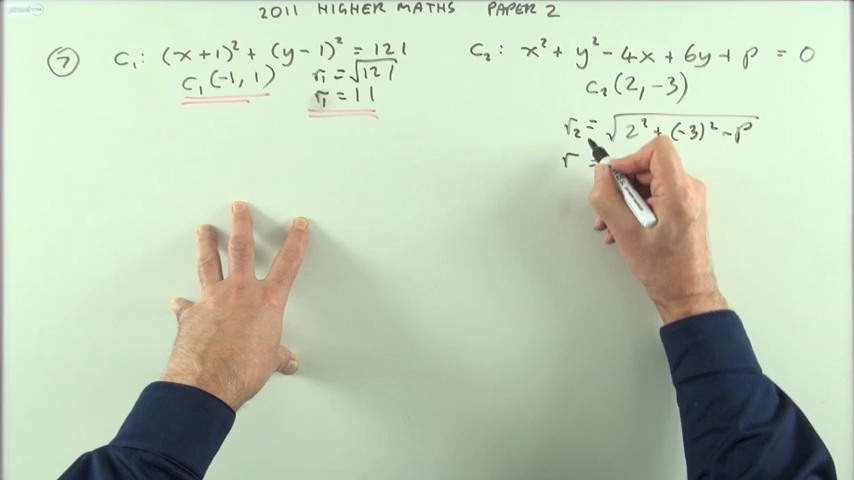 2011 HIGHER MATHS PAPER 2
7 C₁: (x+1)² + (y-1)² = 121
C₁(-1, 1) r₁ = √121
r₁ = 11
C₂: x² + y² - 4x + 6y + p = 0
C₂(2, -3)
r₂ = √2² + (-3)² - p
r =